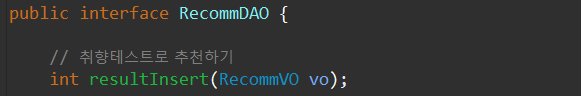 public interface RecommDAO {
// 취향테스트로 추천하기
int resultInsert(RecommVO vo);